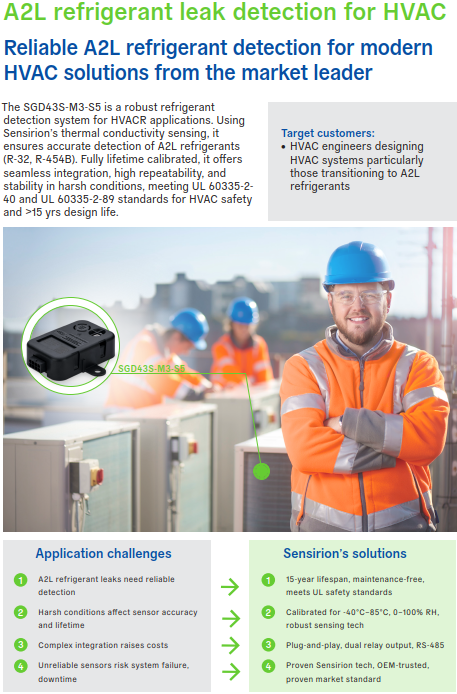 A2L refrigerant leak detection for HVAC
Reliable A2L refrigerant detection for modern
HVAC solutions from the market leader
The SGD43S-M3-S5 is a robust refrigerant
detection system for HVACR applications. Using
Sensirion's thermal conductivity sensing, it
ensures accurate detection of A2L refrigerants
(R-32, R-454B). Fully lifetime calibrated, it offers
seamless integration, high repeatability, and
stability in harsh conditions, meeting UL 60335-2-
40 and UL 60335-2-89 standards for HVAC safety
and >15 yrs design life.
Target customers:
• HVAC engineers designing
HVAC systems particularly
those transitioning to A2L
refrigerants
SGD43S-M3-S5
Application challenges
1 A2L refrigerant leaks need reliable
detection
2 Harsh conditions affect sensor accuracy
and lifetime
3 Complex integration raises costs
4 Unreliable sensors risk system failure,
downtime
Sensirion's solutions
1 15-year lifespan, maintenance-free,
meets UL safety standards
2 Calibrated for -40°C–85°C, 0–100% RH,
robust sensing tech
3 Plug-and-play, dual relay output, RS-485
4 Proven Sensirion tech, OEM-trusted,
proven market standard